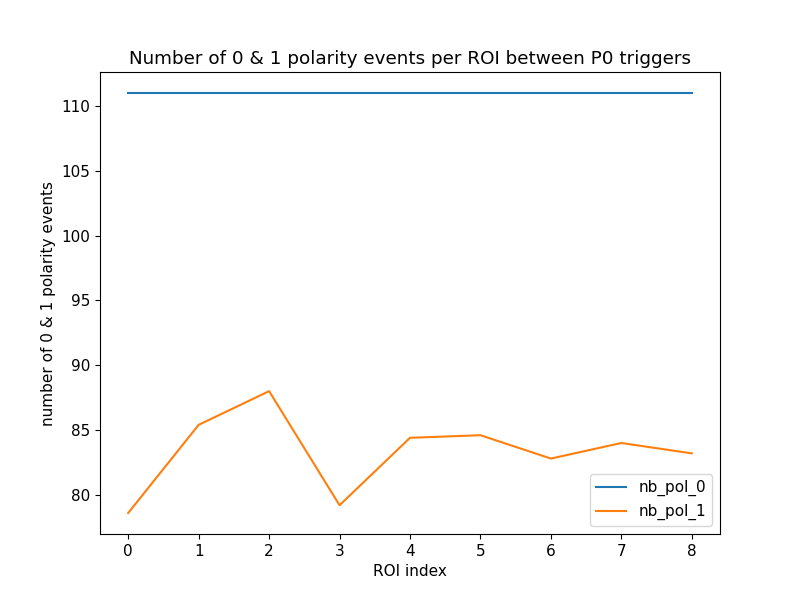 Number of 0 & 1 polarity events per ROI between P0 triggers
number of 0 & 1 polarity events
110
105
100
95
90
85
80
0 1 2 3 4 5 6 7 8
ROI index
nb_pol_0
nb_pol_1